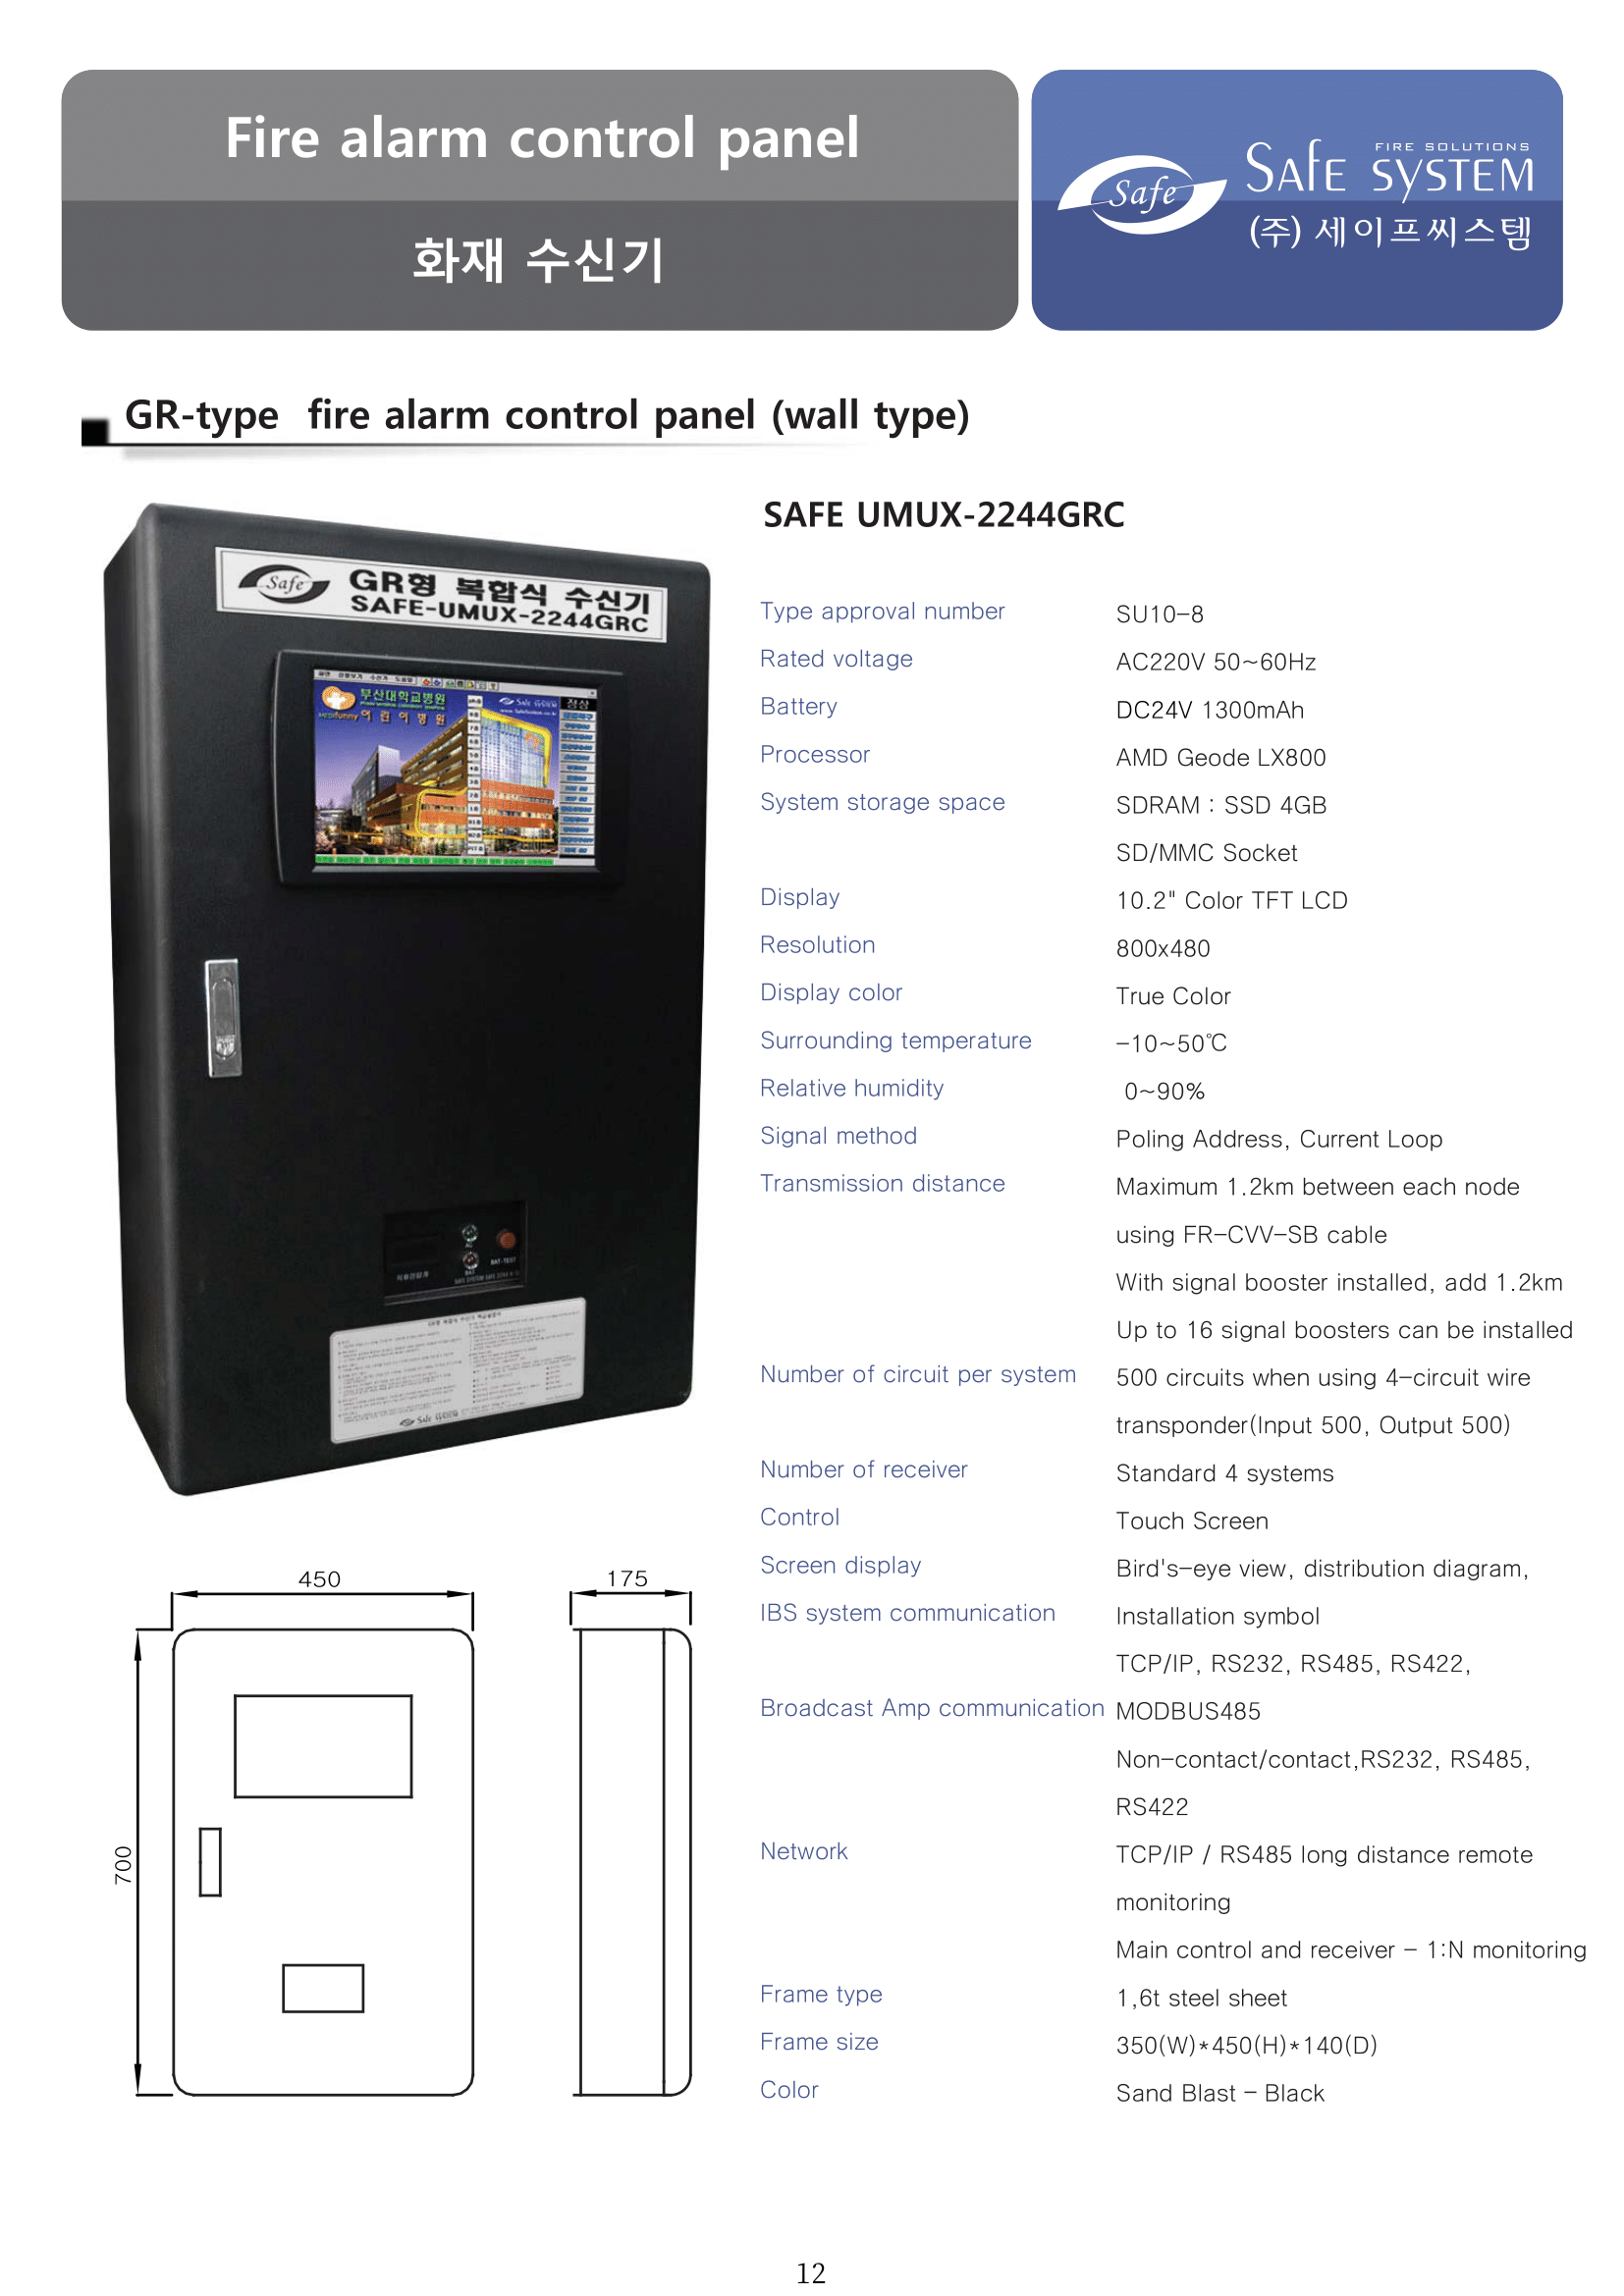 Fire alarm control panel
화재 수신기
Safe
FIRE SOLUTIONS
SAFE SYSTEM
(주) 세이프씨스템
GR-type fire alarm control panel (wall type)
Safe
GR형 복합식 수신기
SAFE-UMUX-2244GRC
부산대학교병원
어린이병원
정상
BAT-TEST
BAT
SAFE UMUX-2244GRC
Type approval number SU10-8
Rated voltage AC220V 50~60Hz
Battery DC24V 1300mAh
Processor AMD Geode LX800
System storage space SDRAM : SSD 4GB
SD/MMC Socket
Display 10.2" Color TFT LCD
Resolution 800x480
Display color True Color
Surrounding temperature -10~50℃
Relative humidity 0~90%
Signal method Poling Address, Current Loop
Transmission distance Maximum 1.2km between each node
using FR-CVV-SB cable
With signal booster installed, add 1.2km
Up to 16 signal boosters can be installed
Number of circuit per system 500 circuits when using 4-circuit wire
transponder(Input 500, Output 500)
Number of receiver Standard 4 systems
Control Touch Screen
Screen display Bird's-eye view, distribution diagram,
IBS system communication Installation symbol
TCP/IP, RS232, RS485, RS422,
Broadcast Amp communication MODBUS485
Non-contact/contact,RS232, RS485,
RS422
Network TCP/IP / RS485 long distance remote
monitoring
Main control and receiver - 1:N monitoring
Frame type 1,6t steel sheet
Frame size 350(W)*450(H)*140(D)
Color Sand Blast - Black
450
175
700
12